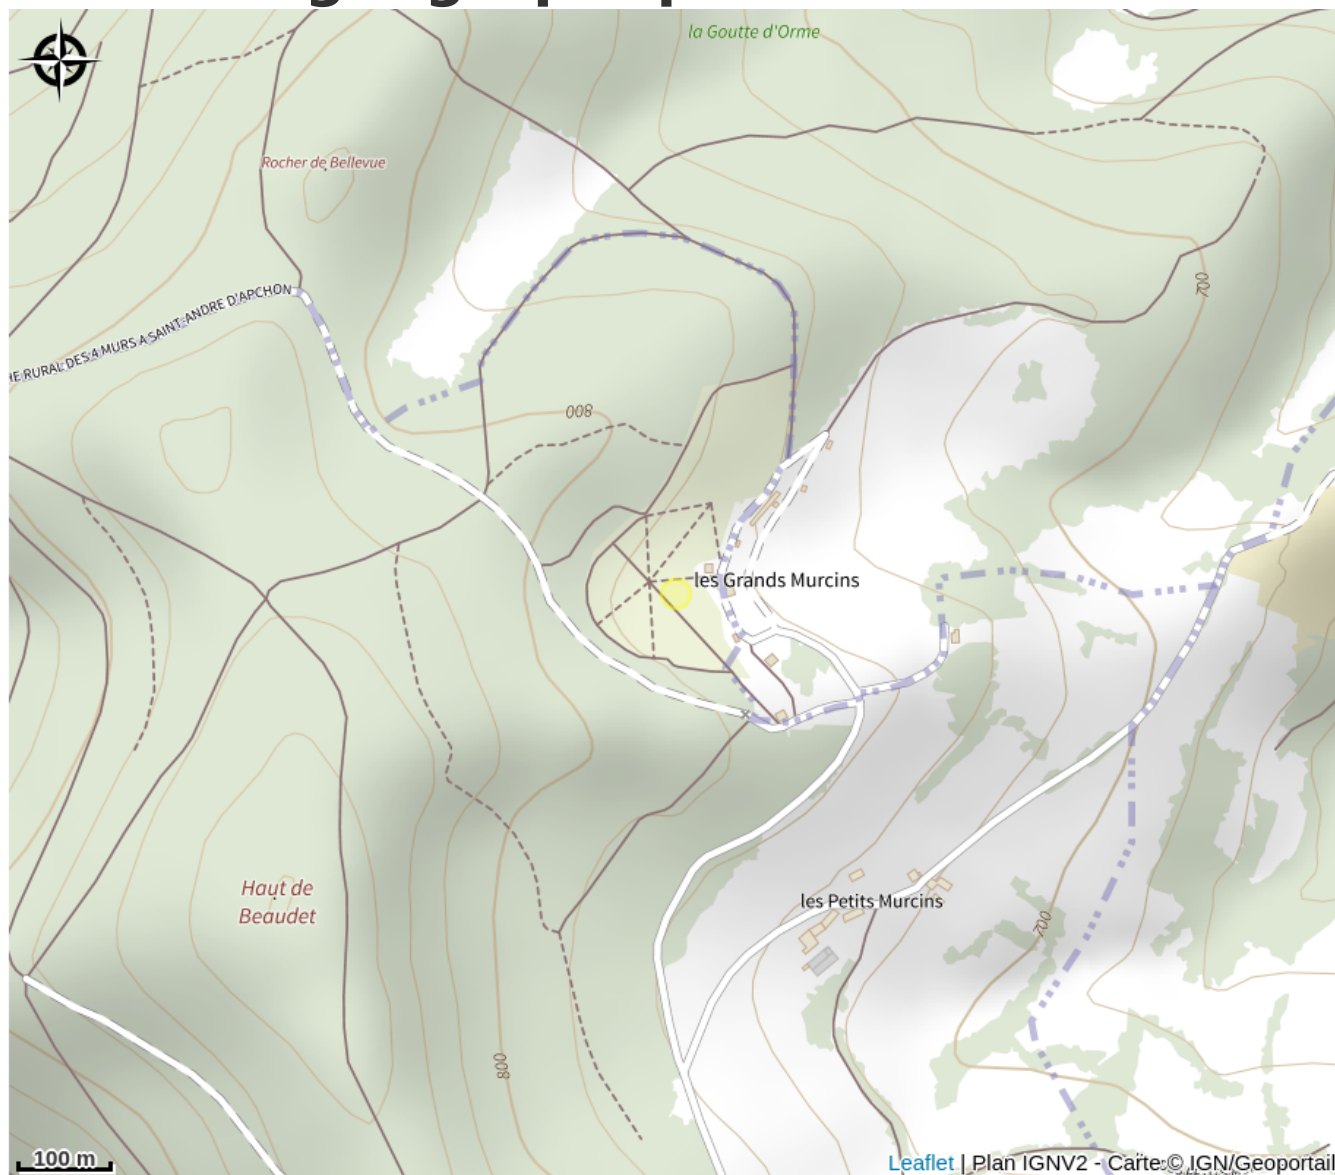 la Goutte d'Orme
Rocher de Bellevue
700
HE RURAL DES 4 MURS A SAINT-ANDRE D'APCHON
800
les Grands Murcins
Haut de
Beaudet
les Petits Murcins
700
800
100 m
Leaflet | Plan IGNV2 - Carte © IGN/Geoportail